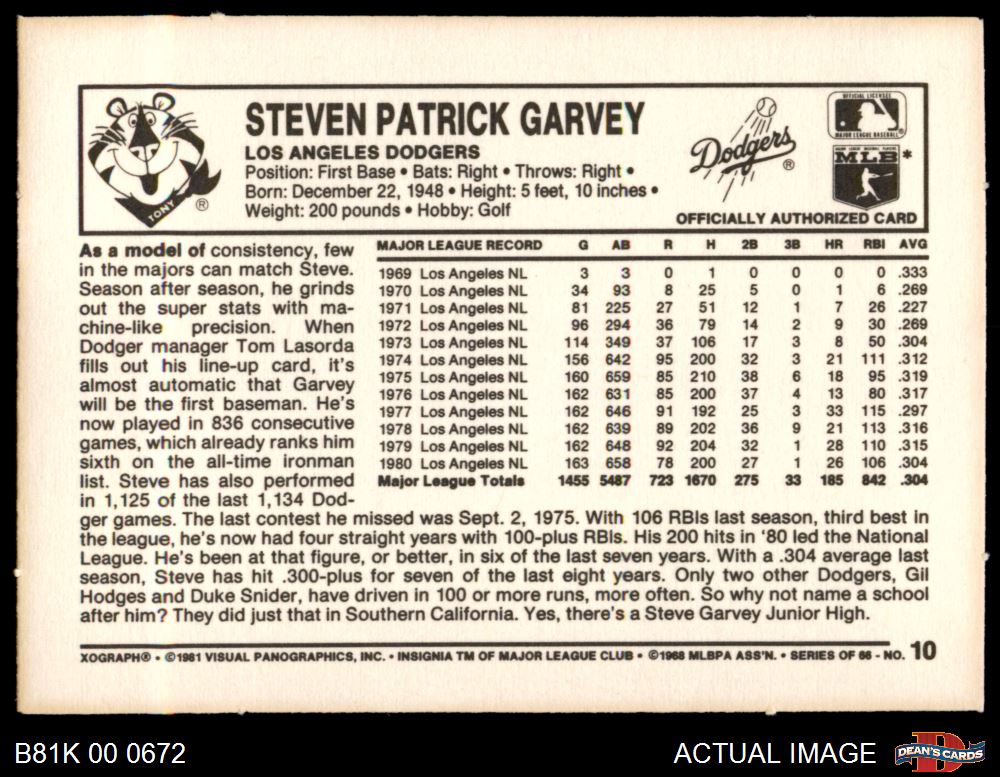 TONY ®
STEVEN PATRICK GARVEY
LOS ANGELES DODGERS
Position: First Base • Bats: Right • Throws: Right •
Born: December 22, 1948 • Height: 5 feet, 10 inches •
Weight: 200 pounds • Hobby: Golf
Dodgers ®
OFFICIAL LICENSEE
MAJOR LEAGUE BASEBALL®
MAJOR LEAGUE BASEBALL PLAYERS
MLB *
OFFICIALLY AUTHORIZED CARD
As a model of consistency, few
in the majors can match Steve.
Season after season, he grinds
out the super stats with ma-
chine-like precision. When
Dodger manager Tom Lasorda
fills out his line-up card, it's
almost automatic that Garvey
will be the first baseman. He's
now played in 836 consecutive
games, which already ranks him
sixth on the all-time ironman
list. Steve has also performed
in 1,125 of the last 1,134 Dod-
ger games. The last contest he missed was Sept. 2, 1975. With 106 RBIs last season, third best in
the league, he's now had four straight years with 100-plus RBIs. His 200 hits in '80 led the National
League. He's been at that figure, or better, in six of the last seven years. With a .304 average last
season, Steve has hit .300-plus for seven of the last eight years. Only two other Dodgers, Gil
Hodges and Duke Snider, have driven in 100 or more runs, more often. So why not name a school
after him? They did just that in Southern California. Yes, there's a Steve Garvey Junior High.
MAJOR LEAGUE RECORD G AB R H 2B 3B HR RBI AVG
1969 Los Angeles NL 3 3 0 1 0 0 0 0 .333
1970 Los Angeles NL 34 93 8 25 5 0 1 6 .269
1971 Los Angeles NL 81 225 27 51 12 1 7 26 .227
1972 Los Angeles NL 96 294 36 79 14 2 9 30 .269
1973 Los Angeles NL 114 349 37 106 17 3 8 50 .304
1974 Los Angeles NL 156 642 95 200 32 3 21 111 .312
1975 Los Angeles NL 160 659 85 210 38 6 18 95 .319
1976 Los Angeles NL 162 631 85 200 37 4 13 80 .317
1977 Los Angeles NL 162 646 91 192 25 3 33 115 .297
1978 Los Angeles NL 162 639 89 202 36 9 21 113 .316
1979 Los Angeles NL 162 648 92 204 32 1 28 110 .315
1980 Los Angeles NL 163 658 78 200 27 1 26 106 .304
Major League Totals 1455 5487 723 1670 275 33 185 842 .304
XOGRAPH® • ©1981 VISUAL PANOGRAPHICS, INC. • INSIGNIA TM OF MAJOR LEAGUE CLUB • ©1968 MLBPA ASS'N. • SERIES OF 66 - NO. 10
B81K 00 0672
ACTUAL IMAGE
D DEAN'S CARDS